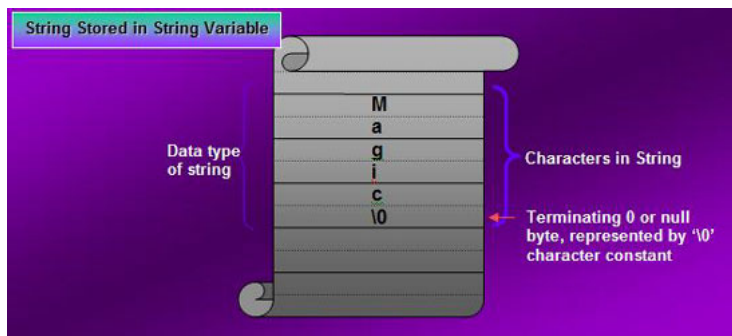 String Stored in String Variable
M
a
g
i
c
\0
Data type
of string
Characters in String
Terminating 0 or null
byte, represented by ‘\0’
character constant